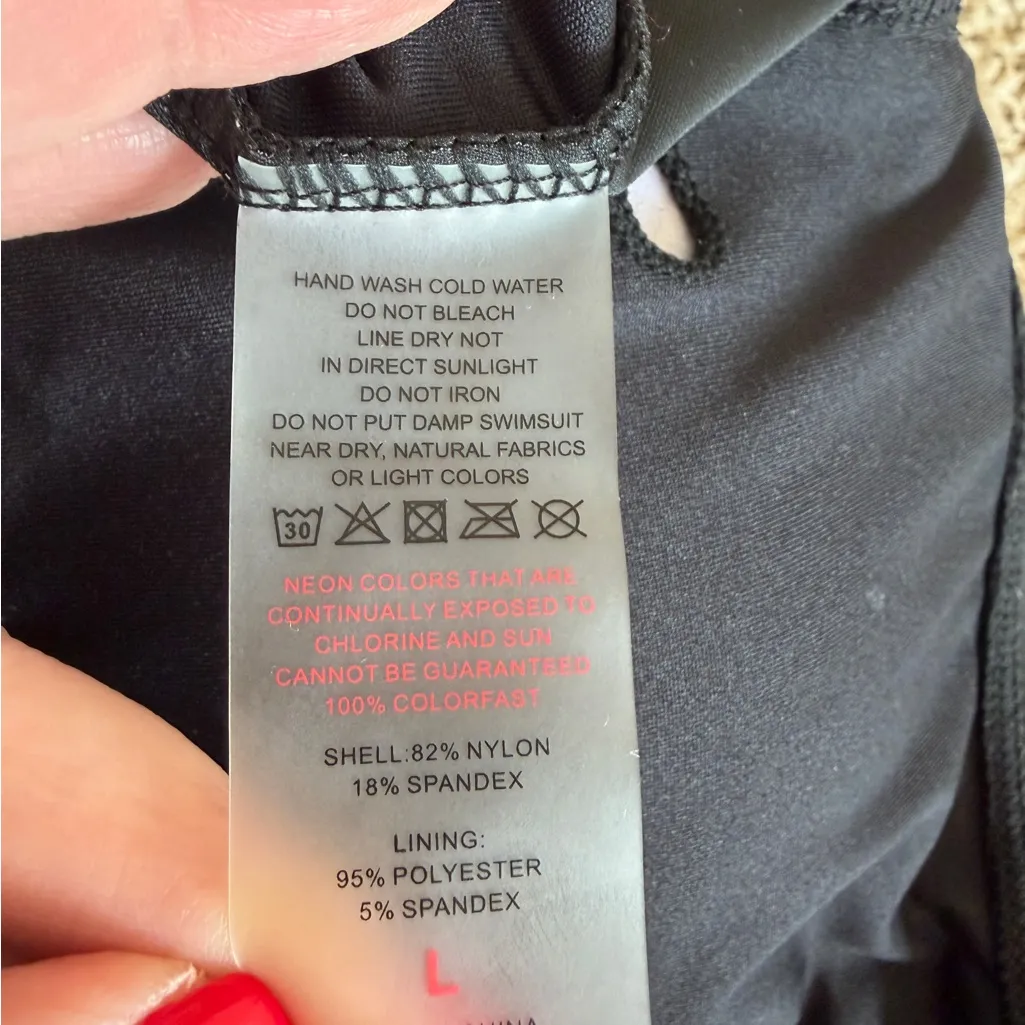 HAND WASH COLD WATER
DO NOT BLEACH
LINE DRY NOT
IN DIRECT SUNLIGHT
DO NOT IRON
DO NOT PUT DAMP SWIMSUIT
NEAR DRY, NATURAL FABRICS
OR LIGHT COLORS
30
NEON COLORS THAT ARE
CONTINUALLY EXPOSED TO
CHLORINE AND SUN
CANNOT BE GUARANTEED
100% COLORFAST
SHELL:82% NYLON
18% SPANDEX
LINING:
95% POLYESTER
5% SPANDEX
L